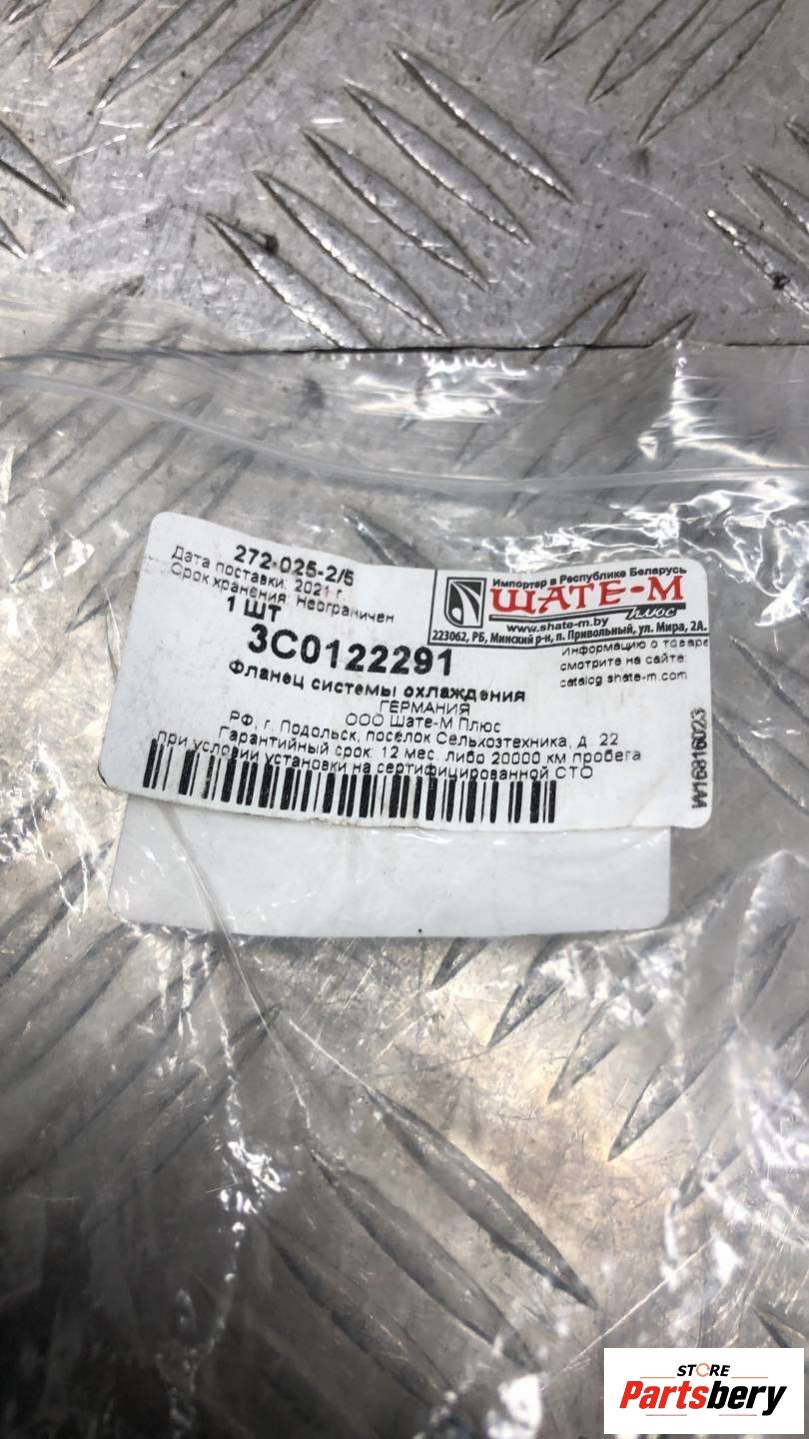 272-025-2/5
Дата поставки: 2021 г.
Срок хранения: Неограничен
1 ШТ
3C0122291
Фланец системы охлаждения
ГЕРМАНИЯ
ООО Шате-М Плюс
РФ, г. Подольск, поселок Сельхозтехника, д. 22
Гарантийный срок: 12 мес. либо 20000 км пробега
при условии установки на сертифицированной СТО
Импортер в Республике Беларусь
ШАТЕ-М
плюс
www.shate-m.by
223062, РБ, Минский р-н, п. Привольный, ул. Мира, 2А.
Информацию о товаре
смотрите на сайте:
catalog.shate-m.com
STORE
Partsbery